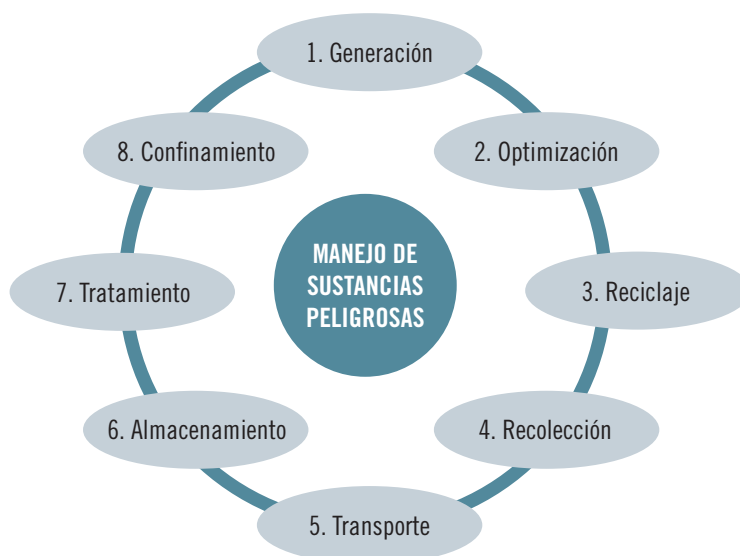 1. Generación
2. Optimización
3. Reciclaje
4. Recolección
5. Transporte
6. Almacenamiento
7. Tratamiento
8. Confinamiento
MANEJO DE
SUSTANCIAS
PELIGROSAS